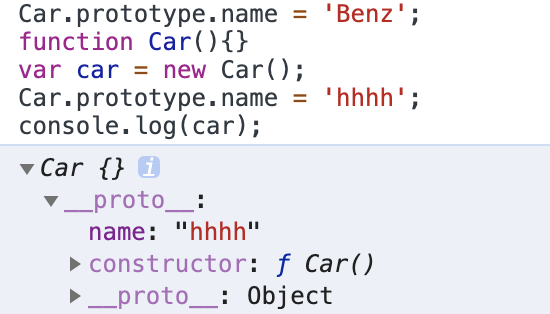 Car.prototype.name = 'Benz';
function Car(){}
var car = new Car();
Car.prototype.name = 'hhhh';
console.log(car);
▼Car {} i
▼__proto__:
name: "hhhh"
▶constructor: ƒ Car()
▶__proto__: Object